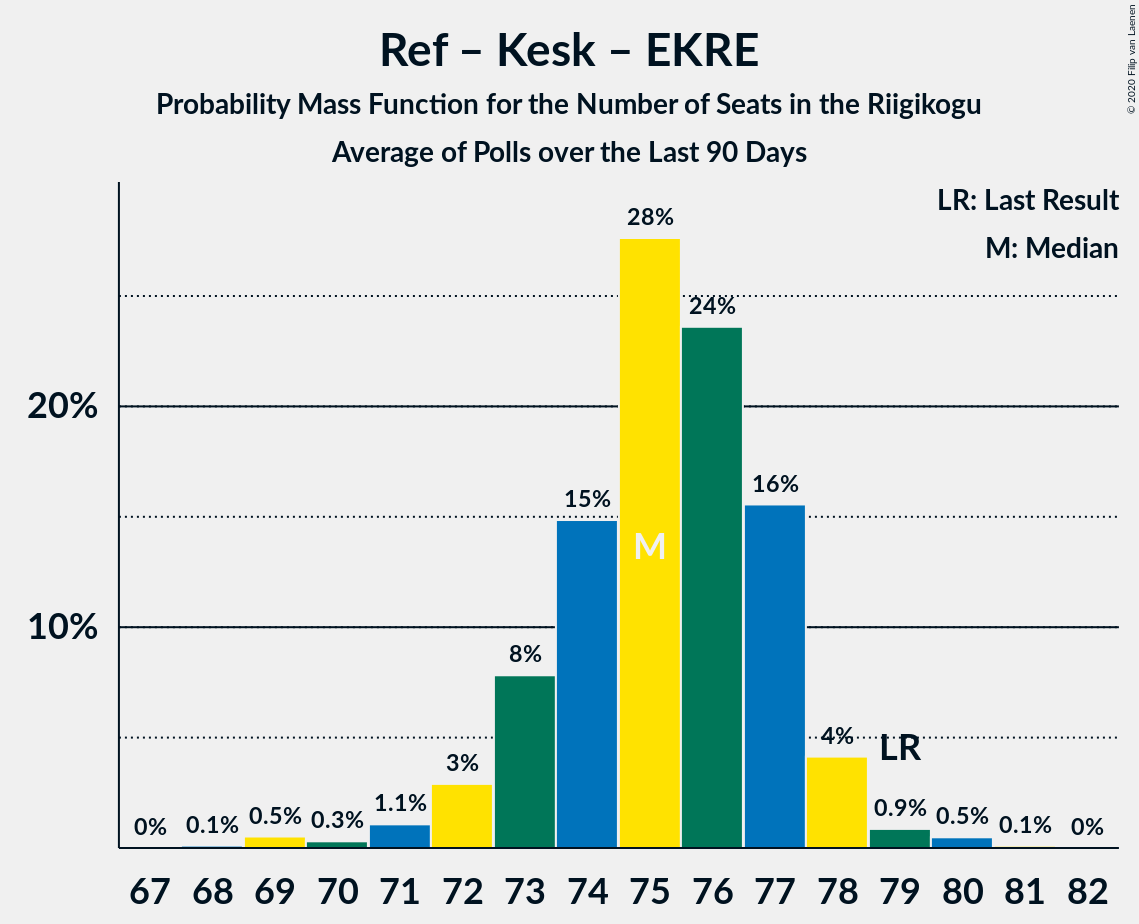 Ref – Kesk – EKRE
Probability Mass Function for the Number of Seats in the Riigikogu
Average of Polls over the Last 90 Days
© 2020 Filip van Laenen
LR: Last Result
M: Median
28%
24%
20%
16%
15%
M
10%
8%
4%
LR
3%
0% 0.1% 0.5% 0.3% 1.1% 0.9% 0.5% 0.1% 0%
67 68 69 70 71 72 73 74 75 76 77 78 79 80 81 82